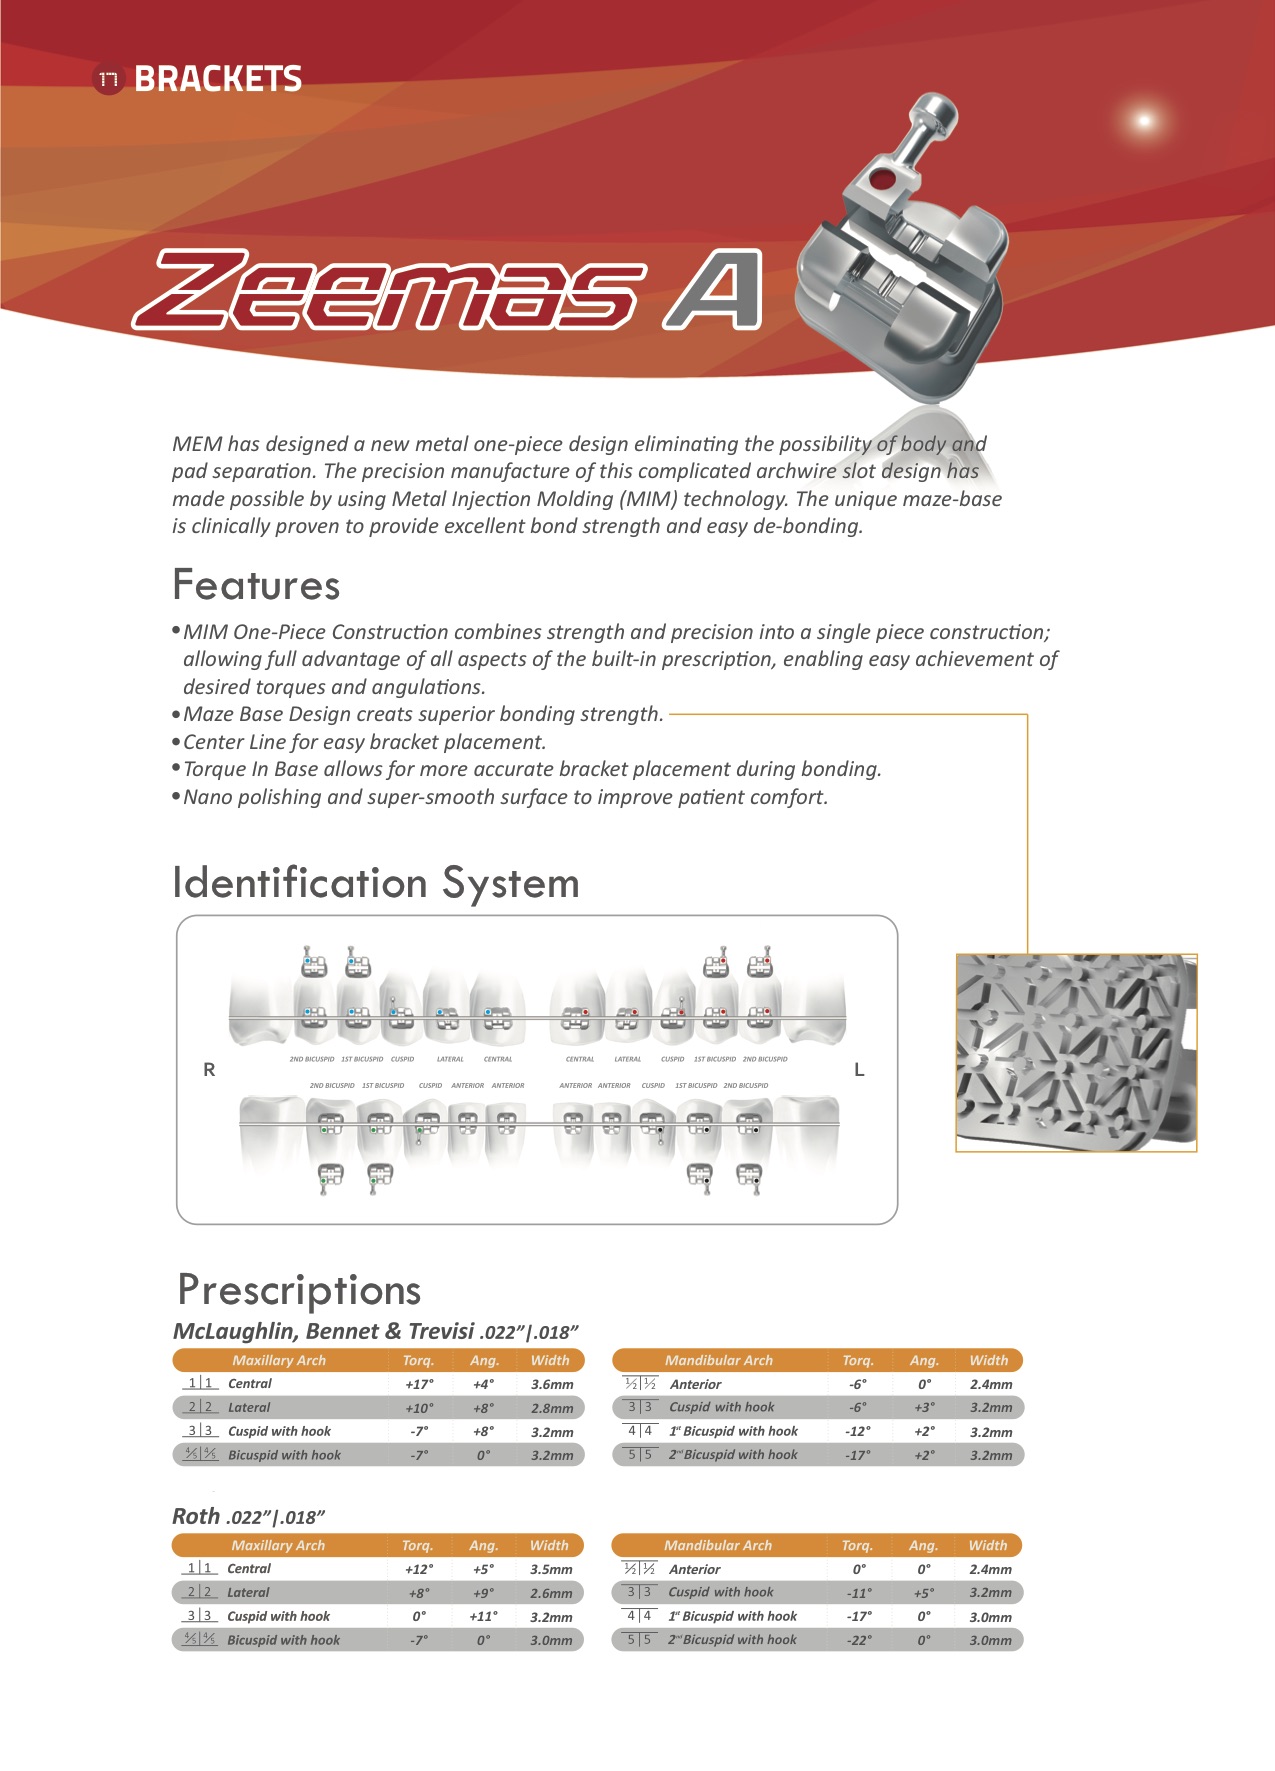 17 BRACKETS
Zeemas A
MEM has designed a new metal one-piece design eliminating the possibility of body and
pad separation. The precision manufacture of this complicated archwire slot design has
made possible by using Metal Injection Molding (MIM) technology. The unique maze-base
is clinically proven to provide excellent bond strength and easy de-bonding.
Features
•MIM One-Piece Construction combines strength and precision into a single piece construction;
allowing full advantage of all aspects of the built-in prescription, enabling easy achievement of
desired torques and angulations.
•Maze Base Design creats superior bonding strength.
•Center Line for easy bracket placement.
•Torque In Base allows for more accurate bracket placement during bonding.
•Nano polishing and super-smooth surface to improve patient comfort.
Identification System
2ND BICUSPID 1ST BICUSPID CUSPID LATERAL CENTRAL CENTRAL LATERAL CUSPID 1ST BICUSPID 2ND BICUSPID
R L
2ND BICUSPID 1ST BICUSPID CUSPID ANTERIOR ANTERIOR ANTERIOR ANTERIOR CUSPID 1ST BICUSPID 2ND BICUSPID
Prescriptions
McLaughlin, Bennet & Trevisi .022”|.018”
Maxillary Arch Torq. Ang. Width
1|1 Central +17° +4° 3.6mm
2|2 Lateral +10° +8° 2.8mm
3|3 Cuspid with hook -7° +8° 3.2mm
4/5|4/5 Bicuspid with hook -7° 0° 3.2mm
Mandibular Arch Torq. Ang. Width
1/2|1/2 Anterior -6° 0° 2.4mm
3|3 Cuspid with hook -6° +3° 3.2mm
4|4 1st Bicuspid with hook -12° +2° 3.2mm
5|5 2nd Bicuspid with hook -17° +2° 3.2mm
Roth .022”|.018”
Maxillary Arch Torq. Ang. Width
1|1 Central +12° +5° 3.5mm
2|2 Lateral +8° +9° 2.6mm
3|3 Cuspid with hook 0° +11° 3.2mm
4/5|4/5 Bicuspid with hook -7° 0° 3.0mm
Mandibular Arch Torq. Ang. Width
1/2|1/2 Anterior 0° 0° 2.4mm
3|3 Cuspid with hook -11° +5° 3.2mm
4|4 1st Bicuspid with hook -17° 0° 3.0mm
5|5 2nd Bicuspid with hook -22° 0° 3.0mm